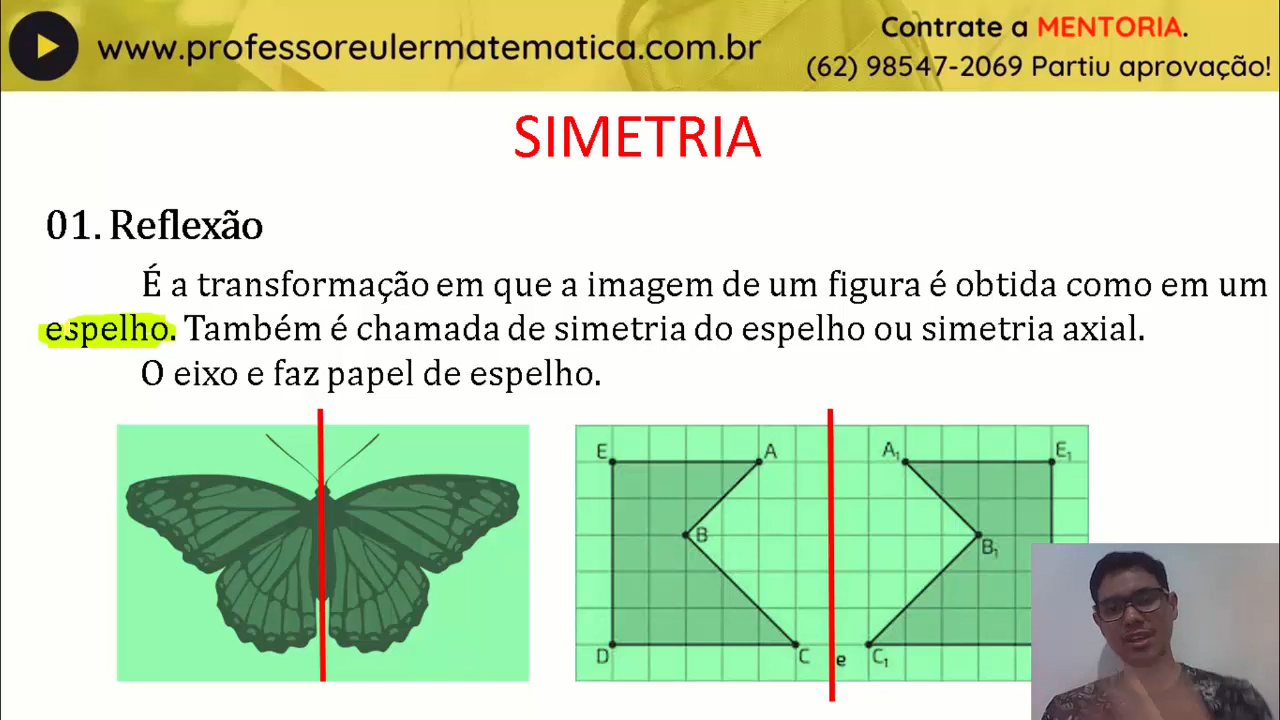 www.professoreulermatematica.com.br
Contrate a MENTORIA.
(62) 98547-2069 Partiu aprovação!
SIMETRIA
01. Reflexão
É a transformação em que a imagem de um figura é obtida como em um
espelho. Também é chamada de simetria do espelho ou simetria axial.
O eixo e faz papel de espelho.
E A A₁ E₁
B B₁
D C e C₁